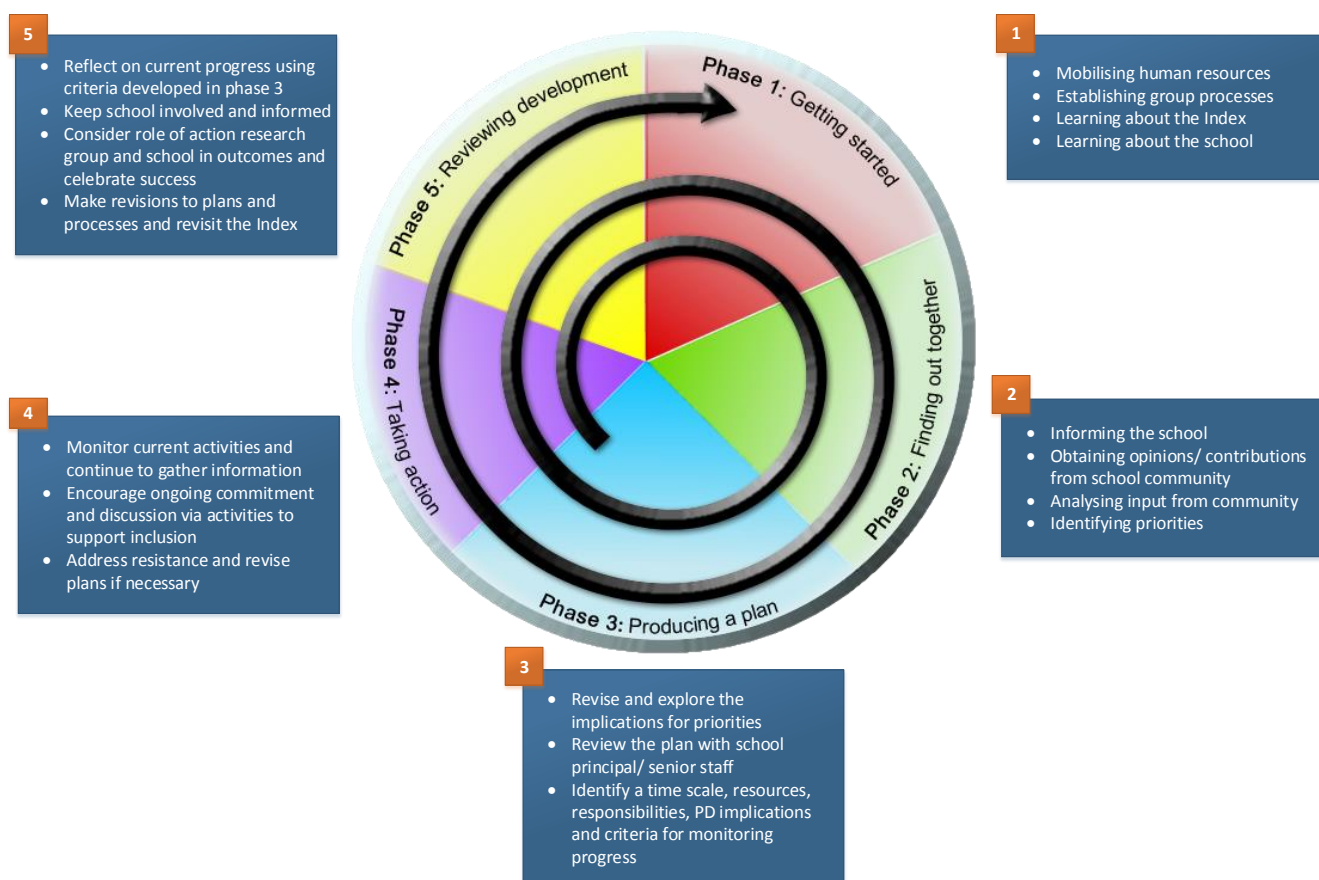 5
• Reflect on current progress using
criteria developed in phase 3
• Keep school involved and informed
• Consider role of action research
group and school in outcomes and
celebrate success
• Make revisions to plans and
processes and revisit the Index
Phase 5: Reviewing development
Phase 1: Getting started
1
• Mobilising human resources
• Establishing group processes
• Learning about the Index
• Learning about the school
4
• Monitor current activities and
continue to gather information
• Encourage ongoing commitment
and discussion via activities to
support inclusion
• Address resistance and revise
plans if necessary
Phase 4: Taking action
Phase 2: Finding out together
2
• Informing the school
• Obtaining opinions/ contributions
from school community
• Analysing input from community
• Identifying priorities
Phase 3: Producing a plan
3
• Revise and explore the
implications for priorities
• Review the plan with school
principal/ senior staff
• Identify a time scale, resources,
responsibilities, PD implications
and criteria for monitoring
progress